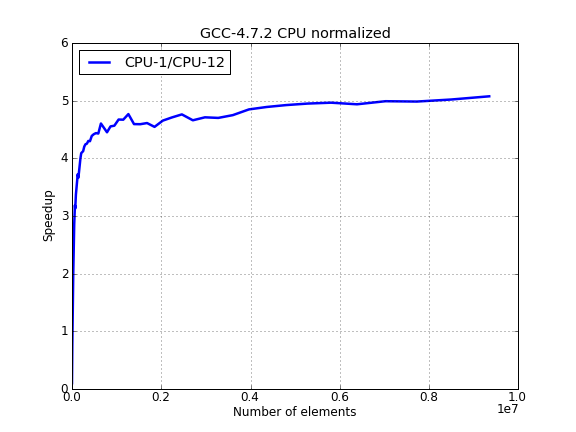 GCC-4.7.2 CPU normalized
CPU-1/CPU-12
Speedup
6
5
4
3
2
1
0
0.0 0.2 0.4 0.6 0.8 1.0
1e7
Number of elements